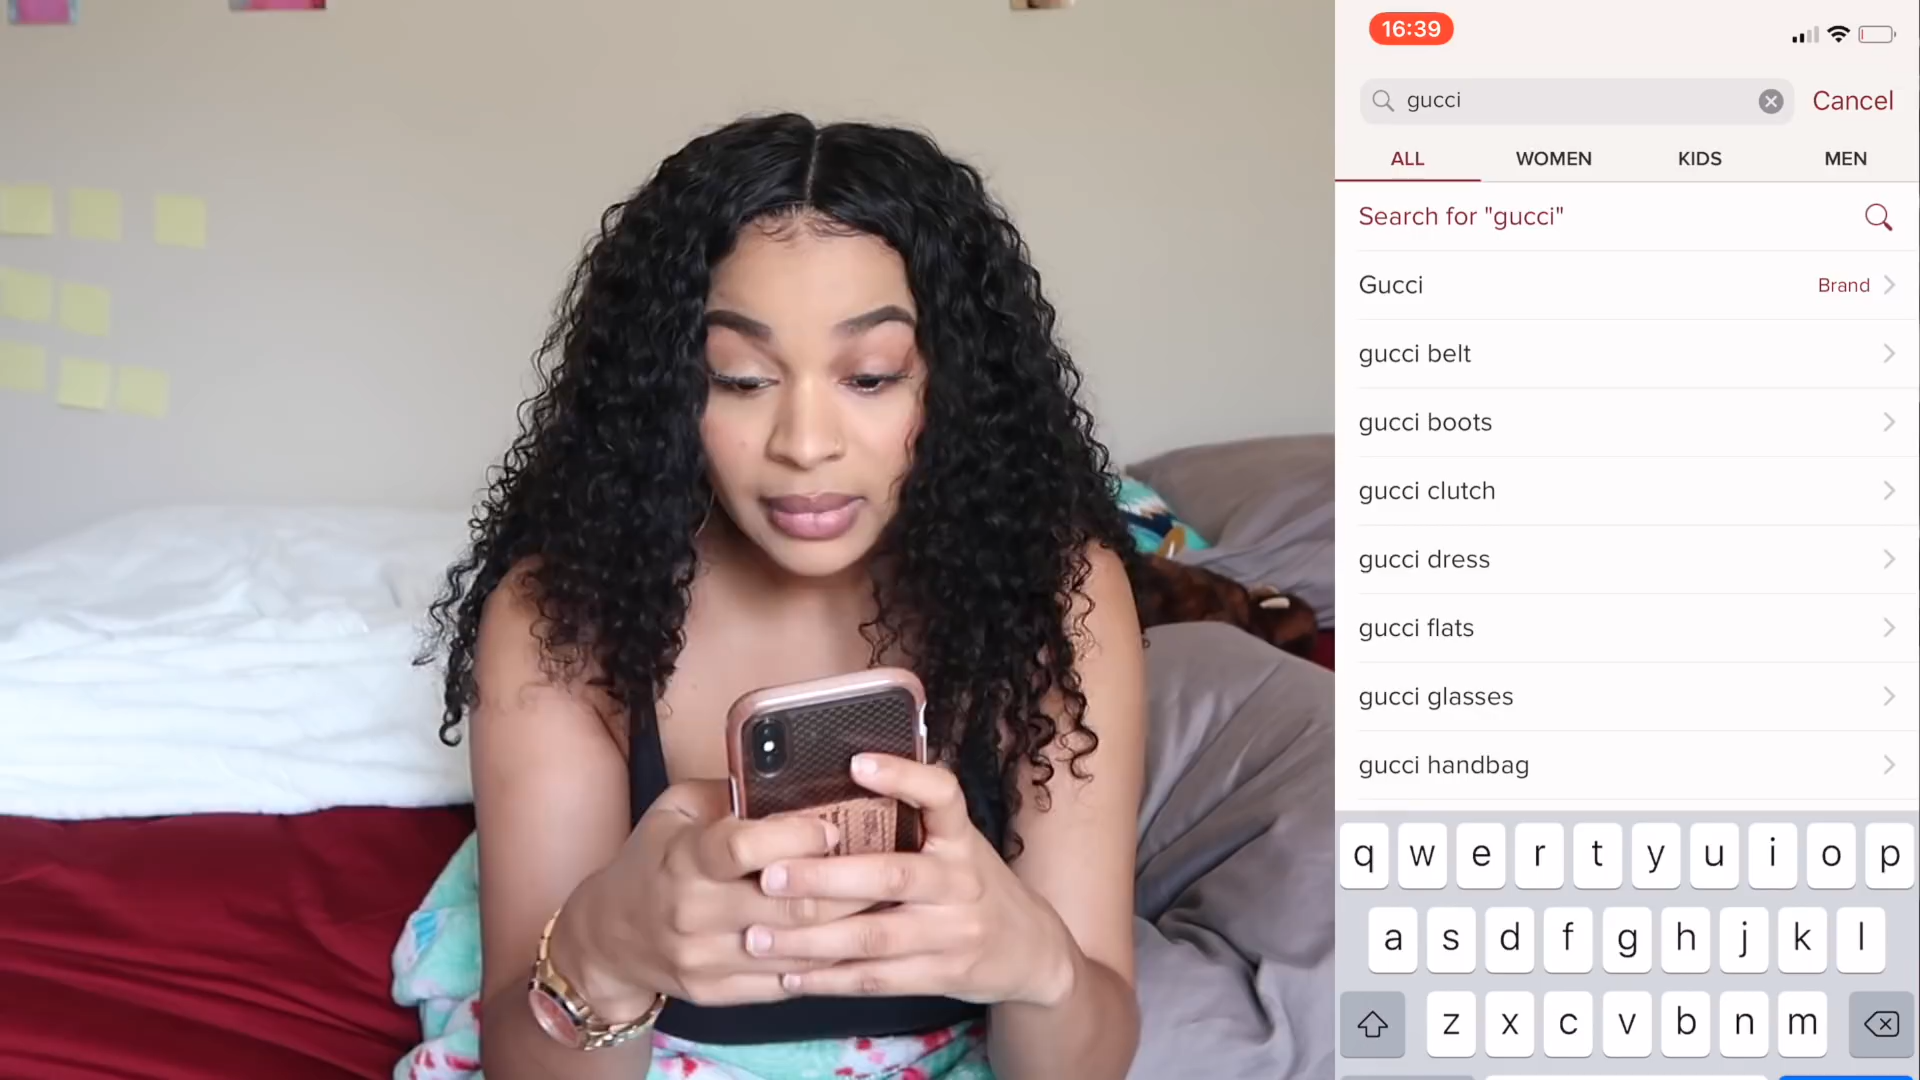 16:39
gucci
Cancel
ALL WOMEN KIDS MEN
Search for "gucci"
Gucci Brand
gucci belt
gucci boots
gucci clutch
gucci dress
gucci flats
gucci glasses
gucci handbag
q w e r t y u i o p
a s d f g h j k l
z x c v b n m